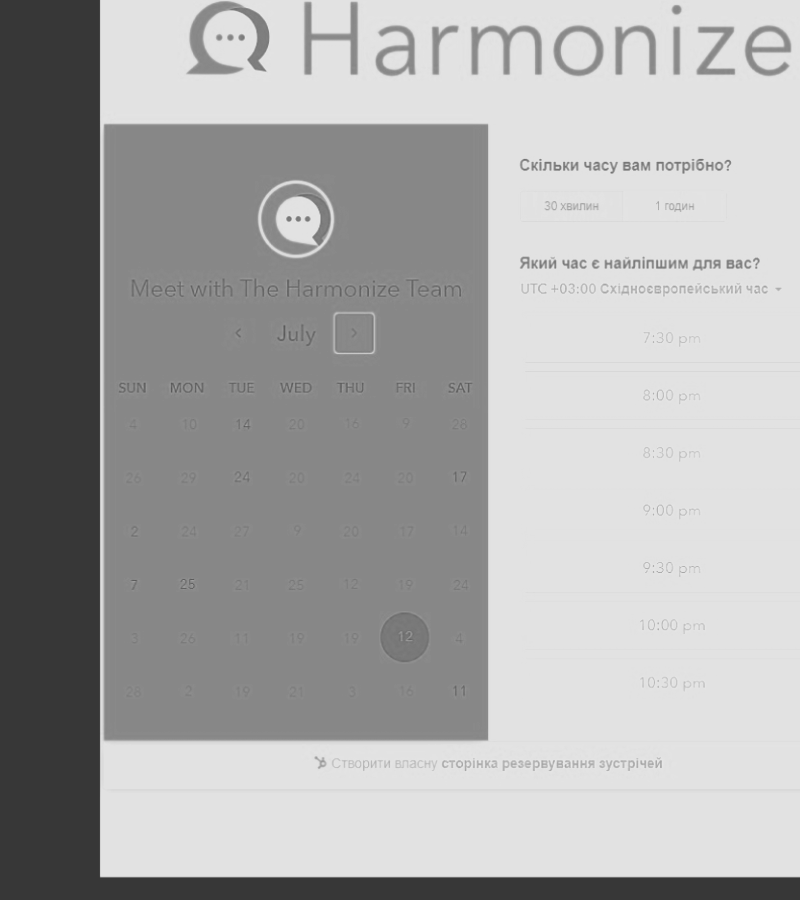 Harmonize
Meet with The Harmonize Team
July
SUN MON TUE WED THU FRI SAT
4 10 14 20 16 9 28
26 29 24 20 24 20 17
2 24 27 9 20 17 14
7 25 21 25 12 19 24
3 26 11 19 19 12 4
28 2 19 21 3 16 11
Скільки часу вам потрібно?
30 хвилин 1 годин
Який час є найліпшим для вас?
UTC +03:00 Східноєвропейський час
7:30 pm
8:00 pm
8:30 pm
9:00 pm
9:30 pm
10:00 pm
10:30 pm
Створити власну сторінка резервування зустрічей